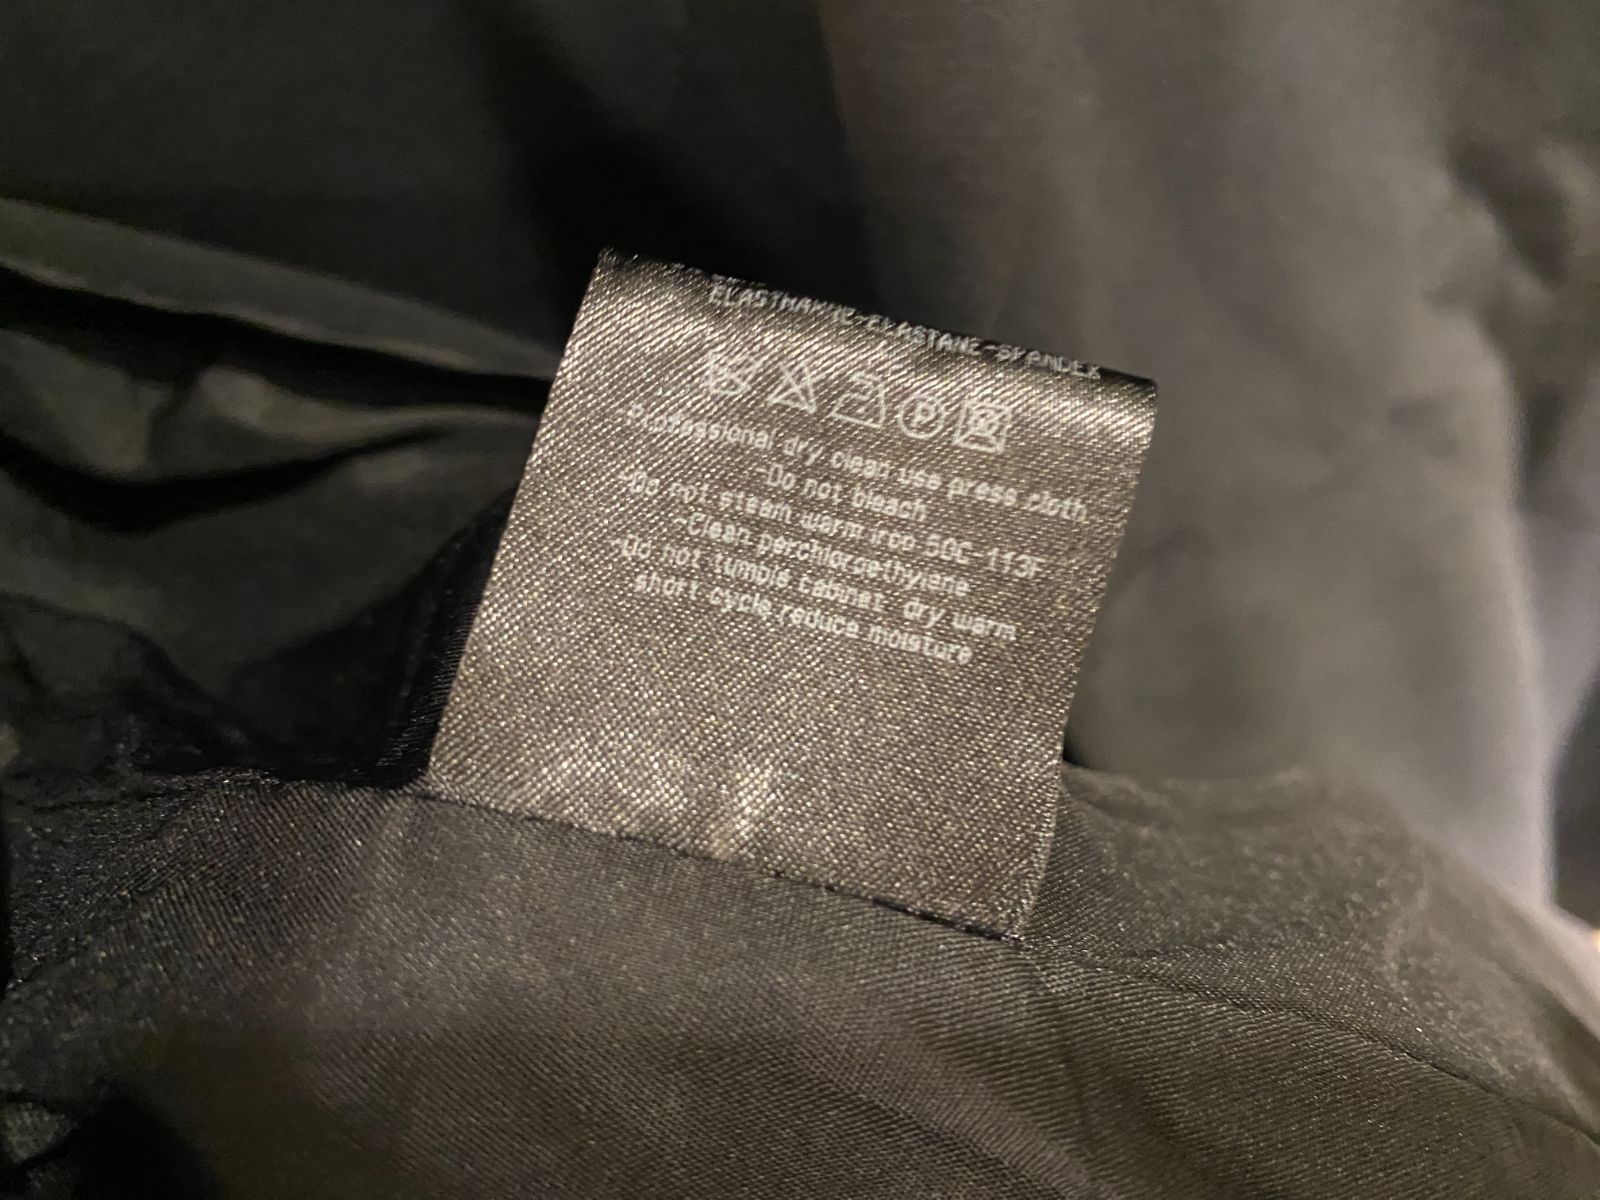 ELASTHANNE-ELASTANE-SPANDEX
P
-Professional dry clean use press cloth
-Do not bleach
-Do not steam warm iron 50C-113F
-Clean perchloroethylene
-Do not tumble, Cabinet dry warm
short cycle, reduce moisture